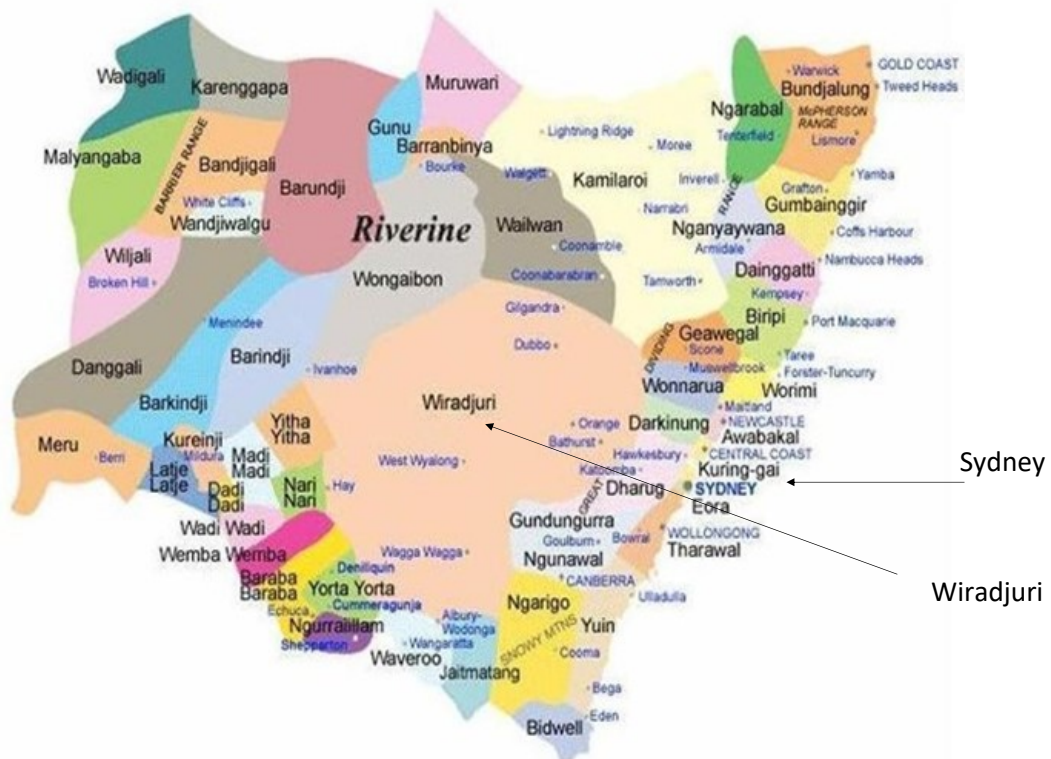 Wadigali
Karenggapa
Muruwari
Malyangaba
BARRIER RANGE
Bandjigali
White Cliffs
Wandjiwalgu
Barundji
Gunu
Barranbinya
Bourke
Riverine
Wongaibon
Wailwan
Walgett
Coonamble
Coonabarabran
Lightning Ridge
Moree
Kamilaroi
Inverell
Narrabri
Tamworth
Ngarabal
Tenterfield
Warwick
Bundjalung
McPHERSON
RANGE
Lismore
GOLD COAST
Tweed Heads
Yamba
Grafton
Gumbainggir
Coffs Harbour
RANGE
Nganyaywana
Armidale
Dainggatti
Nambucca Heads
Kempsey
Biripi
Port Macquarie
Geawegal
Scone
DIVIDING
Muswellbrook
Taree
Forster-Tuncurry
Wonnarua
Worimi
Maitland
NEWCASTLE
Darkinung
Awabakal
CENTRAL COAST
Hawkesbury
Kuring-gai
Katoomba
SYDNEY
Dharug
Eora
GREAT
Wiljali
Broken Hill
Menindee
Danggali
Barindji
Ivanhoe
Barkindji
Gilgandra
Dubbo
Wiradjuri
Orange
Bathurst
West Wyalong
Wagga Wagga
Meru
Berri
Kureinji
Mildura
Yitha
Yitha
Latje
Latje
Madi
Madi
Dadi
Dadi
Nari
Nari
Hay
Wadi Wadi
Wemba Wemba
Baraba
Baraba
Deniliquin
Yorta Yorta
Echuca
Cummeragunja
Ngurraiillam
Shepparton
Albury-
Wodonga
Wangaratta
Waveroo
Jaitmatang
Gundungurra
Goulburn
Bowral
WOLLONGONG
Ngunawal
Tharawal
CANBERRA
Ulladulla
Ngarigo
Yuin
SNOWY MTNS
Cooma
Bega
Eden
Bidwell
Sydney
Wiradjuri